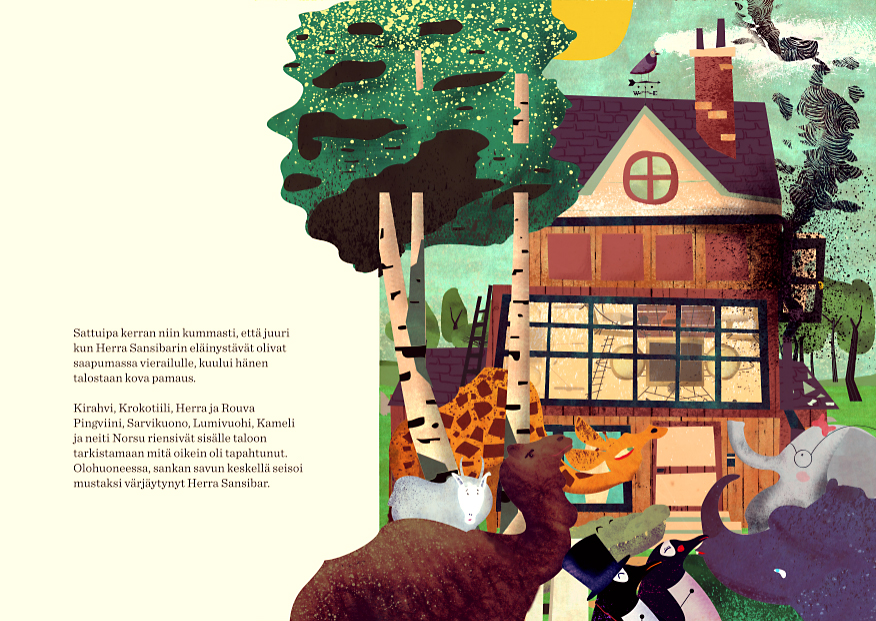 Sattuipa kerran niin kummasti, että juuri
kun Herra Sansibarin eläinystävät olivat
saapumassa vierailulle, kuului hänen
talostaan kova pamaus.
Kirahvi, Krokotiili, Herra ja Rouva
Pingviini, Sarvikuono, Lumivuohi, Kameli
ja neiti Norsu riensivät sisälle taloon
tarkistamaan mitä oikein oli tapahtunut.
Olohuoneessa, sankan savun keskellä seisoi
mustaksi värjäytynyt Herra Sansibar.
W E